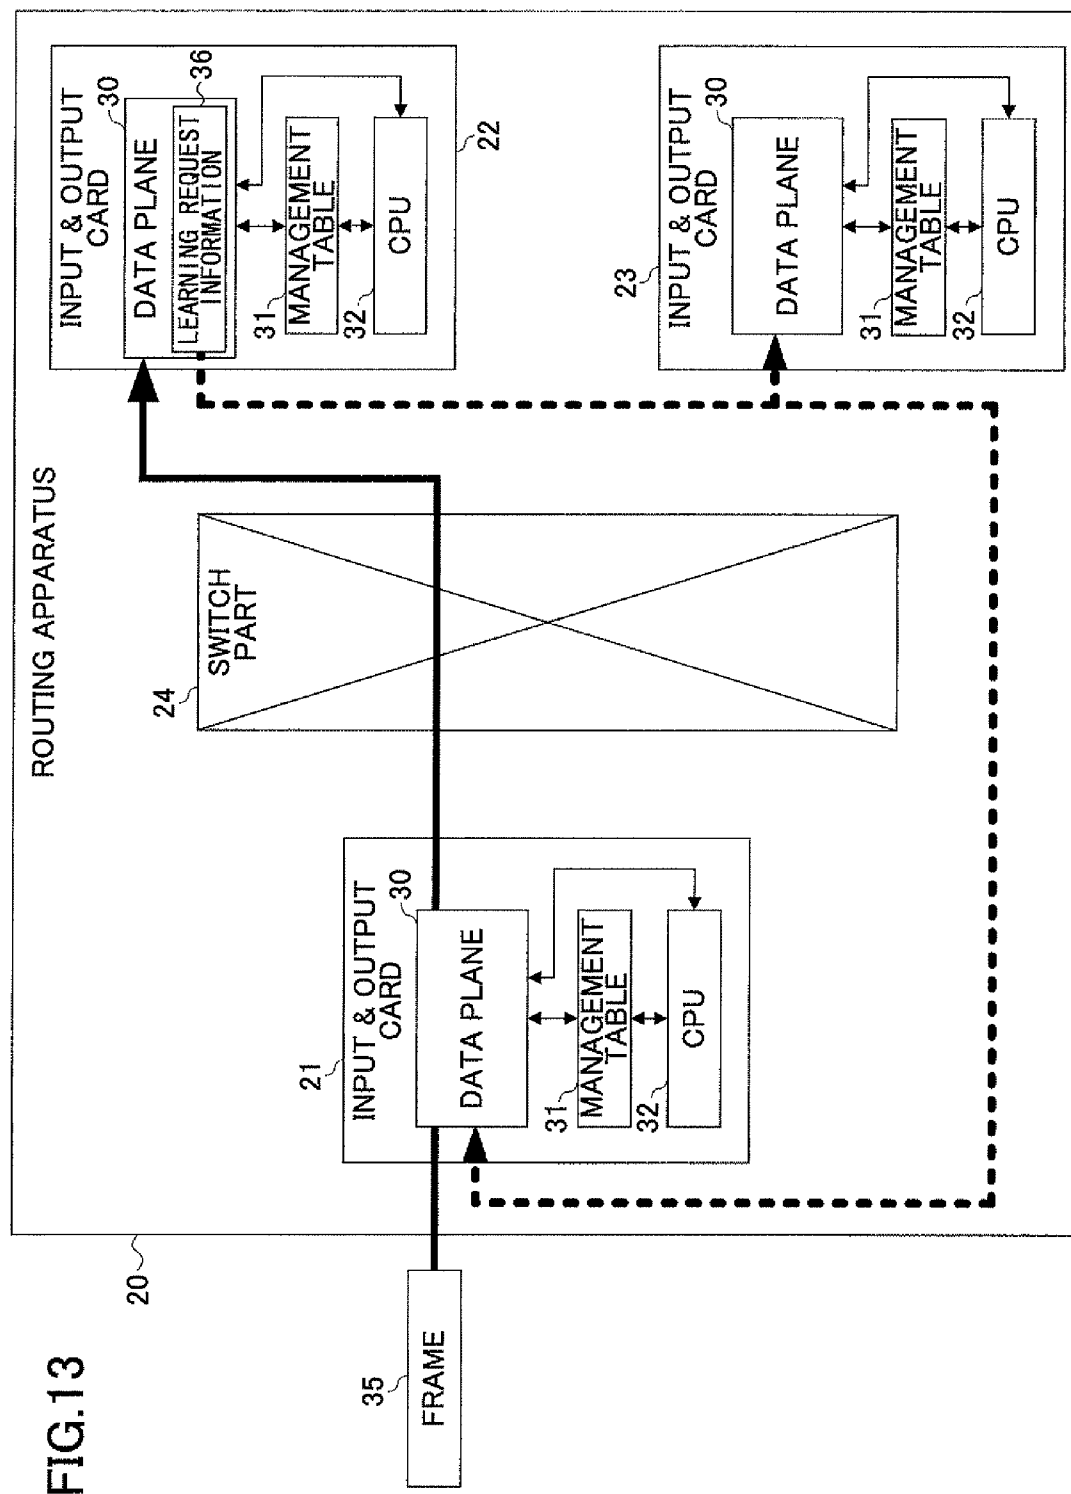 FIG.13
ROUTING APPARATUS
20
35
FRAME
21
INPUT & OUTPUT
CARD
30
DATA PLANE
31
MANAGEMENT
TABLE
32
CPU
24
SWITCH
PART
INPUT & OUTPUT
CARD
30
36
DATA PLANE
LEARNING REQUEST
INFORMATION
31
MANAGEMENT
TABLE
32
CPU
22
23
INPUT & OUTPUT
CARD
30
DATA PLANE
31
MANAGEMENT
TABLE
32
CPU